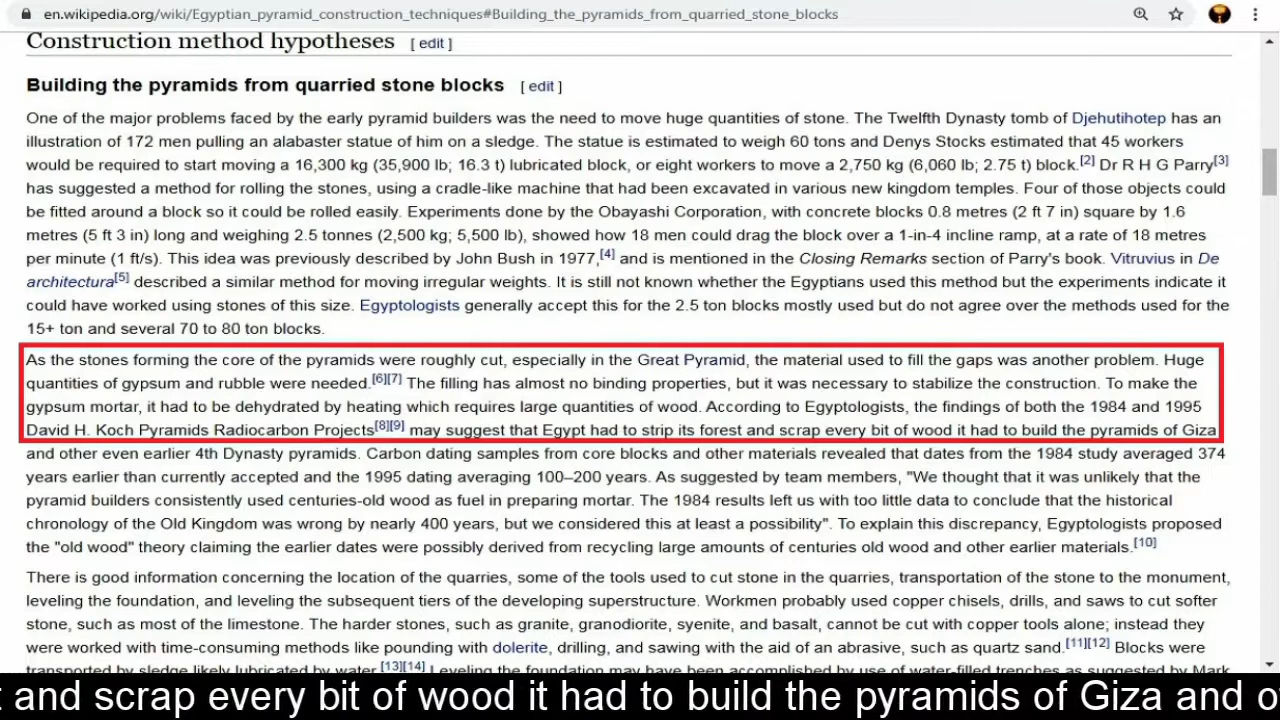 en.wikipedia.org/wiki/Egyptian_pyramid_construction_techniques#Building_the_pyramids_from_quarried_stone_blocks
Construction method hypotheses [ edit ]
Building the pyramids from quarried stone blocks [ edit ]
One of the major problems faced by the early pyramid builders was the need to move huge quantities of stone. The Twelfth Dynasty tomb of Djehutihotep has an
illustration of 172 men pulling an alabaster statue of him on a sledge. The statue is estimated to weigh 60 tons and Denys Stocks estimated that 45 workers
would be required to start moving a 16,300 kg (35,900 lb; 16.3 t) lubricated block, or eight workers to move a 2,750 kg (6,060 lb; 2.75 t) block.[2] Dr R H G Parry[3]
has suggested a method for rolling the stones, using a cradle-like machine that had been excavated in various new kingdom temples. Four of those objects could
be fitted around a block so it could be rolled easily. Experiments done by the Obayashi Corporation, with concrete blocks 0.8 metres (2 ft 7 in) square by 1.6
metres (5 ft 3 in) long and weighing 2.5 tonnes (2,500 kg; 5,500 lb), showed how 18 men could drag the block over a 1-in-4 incline ramp, at a rate of 18 metres
per minute (1 ft/s). This idea was previously described by John Bush in 1977,[4] and is mentioned in the Closing Remarks section of Parry's book. Vitruvius in De
architectura[5] described a similar method for moving irregular weights. It is still not known whether the Egyptians used this method but the experiments indicate it
could have worked using stones of this size. Egyptologists generally accept this for the 2.5 ton blocks mostly used but do not agree over the methods used for the
15+ ton and several 70 to 80 ton blocks.
As the stones forming the core of the pyramids were roughly cut, especially in the Great Pyramid, the material used to fill the gaps was another problem. Huge
quantities of gypsum and rubble were needed.[6][7] The filling has almost no binding properties, but it was necessary to stabilize the construction. To make the
gypsum mortar, it had to be dehydrated by heating which requires large quantities of wood. According to Egyptologists, the findings of both the 1984 and 1995
David H. Koch Pyramids Radiocarbon Projects[8][9] may suggest that Egypt had to strip its forest and scrap every bit of wood it had to build the pyramids of Giza
and other even earlier 4th Dynasty pyramids. Carbon dating samples from core blocks and other materials revealed that dates from the 1984 study averaged 374
years earlier than currently accepted and the 1995 dating averaging 100–200 years. As suggested by team members, "We thought that it was unlikely that the
pyramid builders consistently used centuries-old wood as fuel in preparing mortar. The 1984 results left us with too little data to conclude that the historical
chronology of the Old Kingdom was wrong by nearly 400 years, but we considered this at least a possibility". To explain this discrepancy, Egyptologists proposed
the "old wood" theory claiming the earlier dates were possibly derived from recycling large amounts of centuries old wood and other earlier materials.[10]
There is good information concerning the location of the quarries, some of the tools used to cut stone in the quarries, transportation of the stone to the monument,
leveling the foundation, and leveling the subsequent tiers of the developing superstructure. Workmen probably used copper chisels, drills, and saws to cut softer
stone, such as most of the limestone. The harder stones, such as granite, granodiorite, syenite, and basalt, cannot be cut with copper tools alone; instead they
were worked with time-consuming methods like pounding with dolerite, drilling, and sawing with the aid of an abrasive, such as quartz sand.[11][12] Blocks were
transported by sledge likely lubricated by water.[13][14] Leveling the foundation may have been accomplished by use of water-filled trenches as suggested by Mark
t and scrap every bit of wood it had to build the pyramids of Giza and o